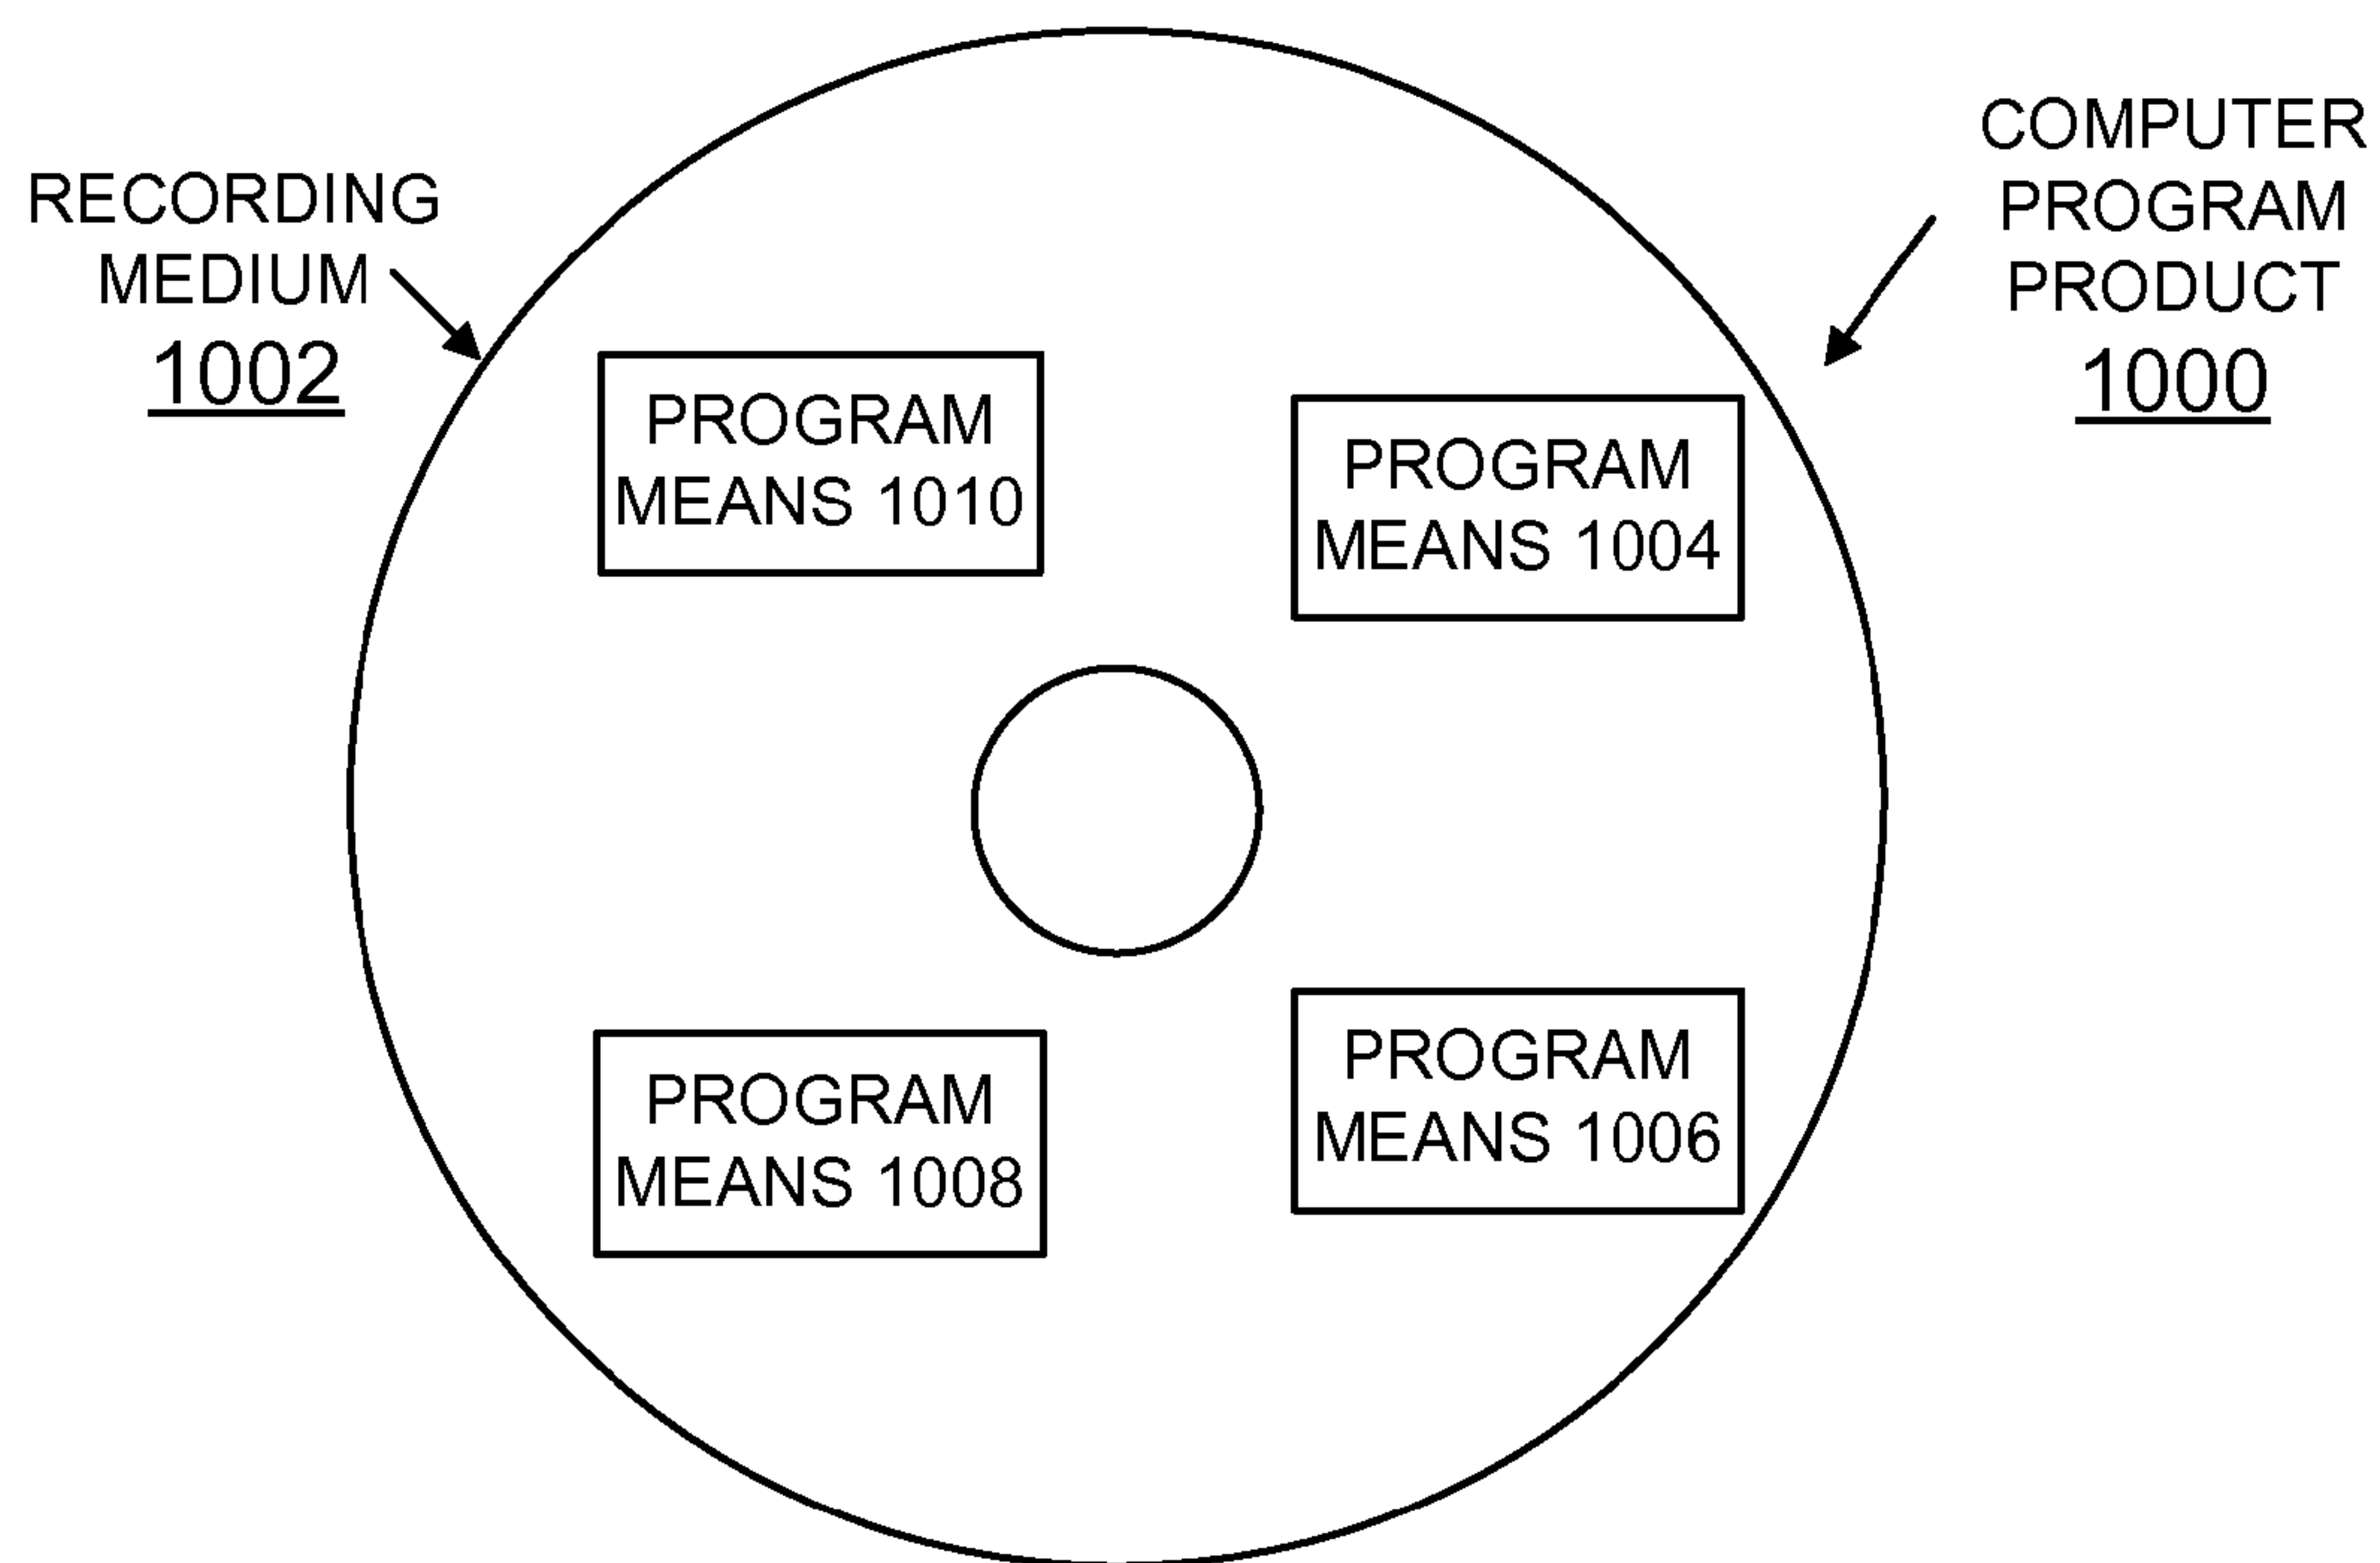 RECORDING
MEDIUM
1002
COMPUTER
PROGRAM
PRODUCT
1000
PROGRAM
MEANS 1010
PROGRAM
MEANS 1004
PROGRAM
MEANS 1008
PROGRAM
MEANS 1006